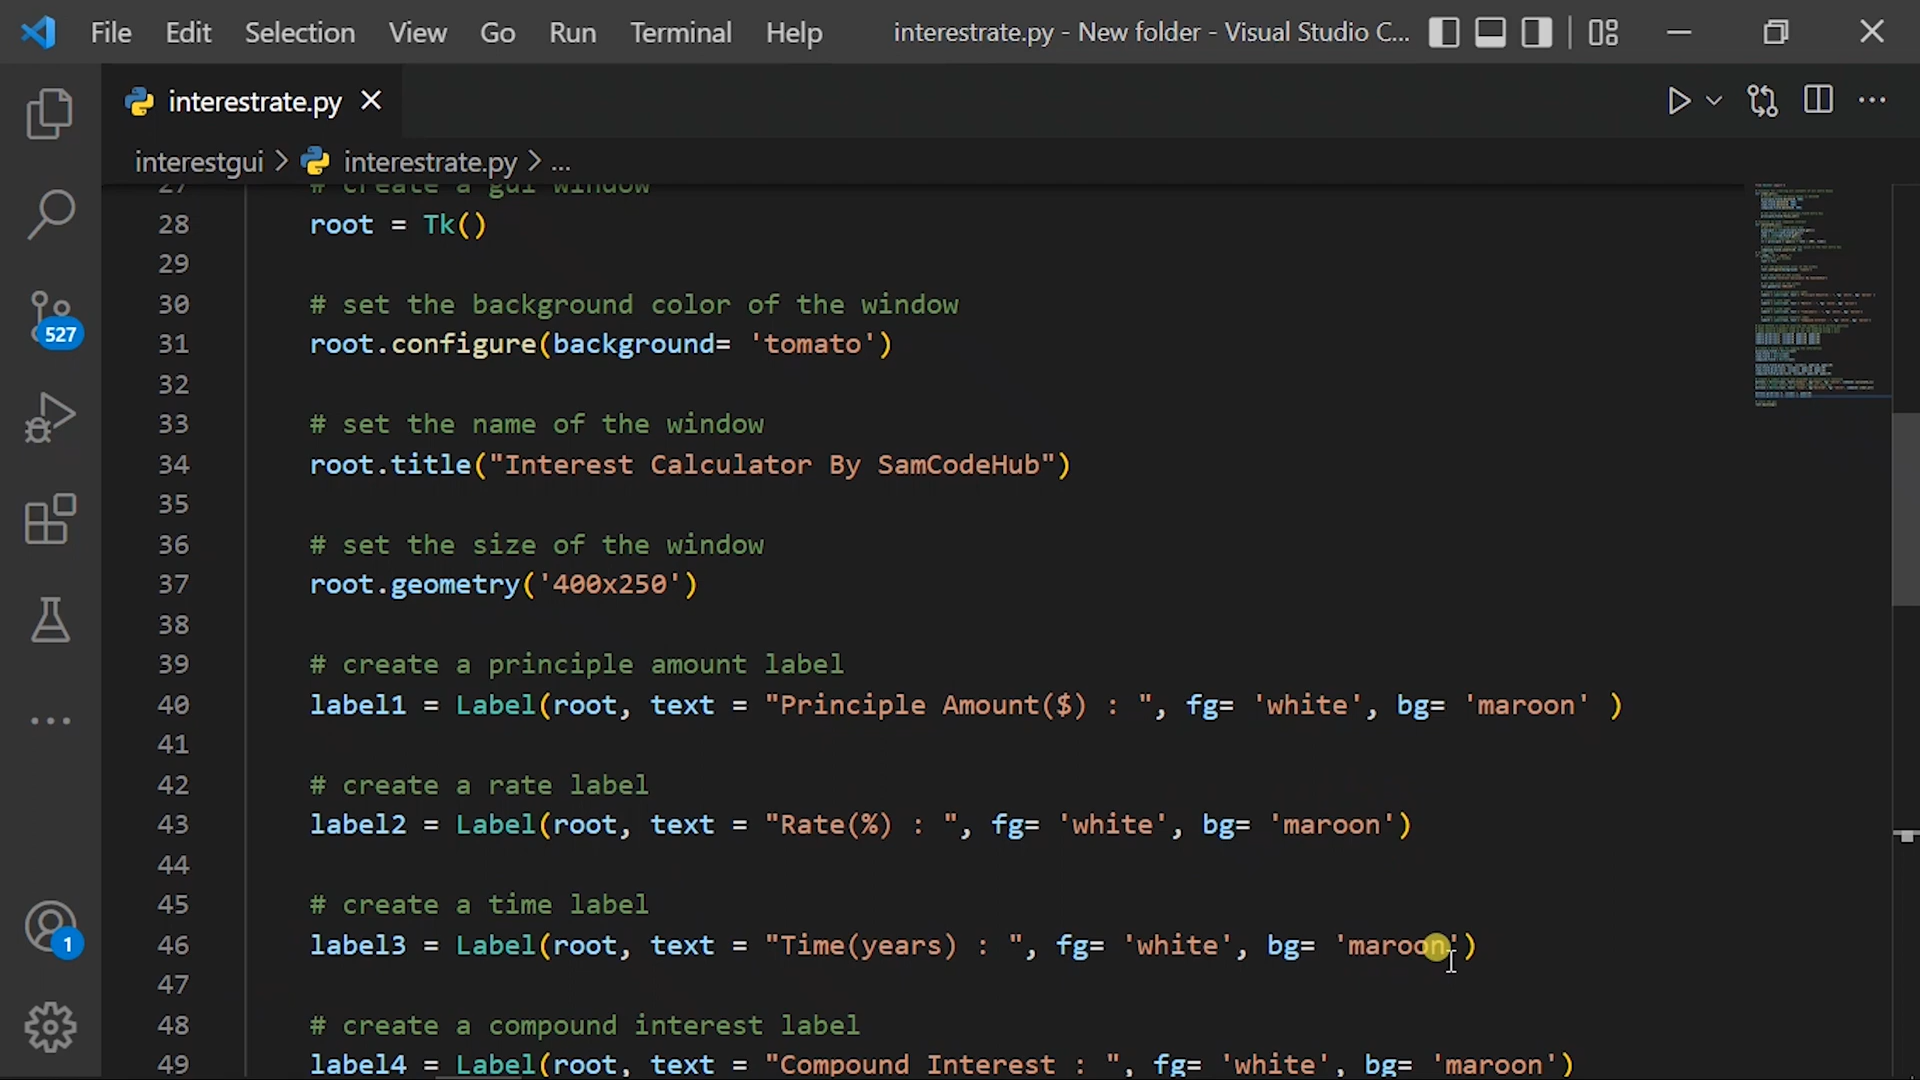 File Edit Selection View Go Run Terminal Help interestrate.py - New folder - Visual Studio C...
interestrate.py
interestgui > interestrate.py > ...
27 # create a gui window
28 root = Tk()
29
30 # set the background color of the window
31 root.configure(background= 'tomato')
32
33 # set the name of the window
34 root.title("Interest Calculator By SamCodeHub")
35
36 # set the size of the window
37 root.geometry('400x250')
38
39 # create a principle amount label
40 label1 = Label(root, text = "Principle Amount($) : ", fg= 'white', bg= 'maroon' )
41
42 # create a rate label
43 label2 = Label(root, text = "Rate(%) : ", fg= 'white', bg= 'maroon')
44
45 # create a time label
46 label3 = Label(root, text = "Time(years) : ", fg= 'white', bg= 'maroon')
47
48 # create a compound interest label
49 label4 = Label(root, text = "Compound Interest : ", fg= 'white', bg= 'maroon')
527
1